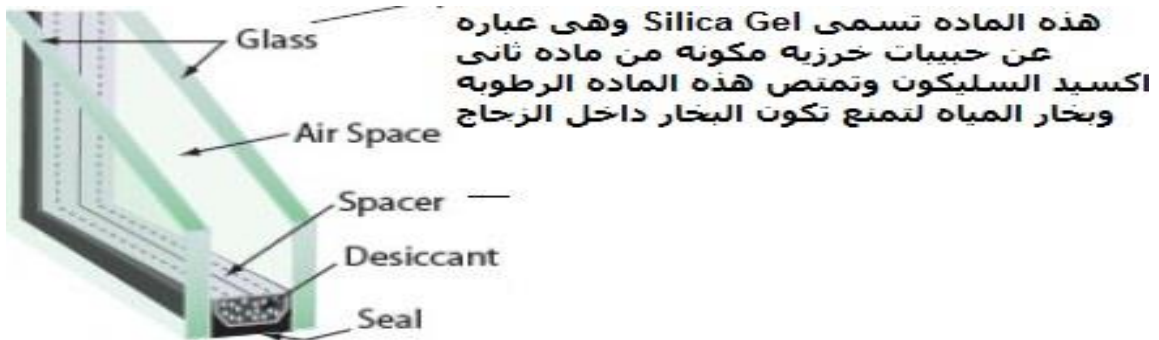 هذه الماده تسمى Silica Gel وهى عباره
عن حبيبات خرزيه مكونه من ماده ثانى
اكسيد السليكون وتمتص هذه الماده الرطوبه
وبخار المياه لتمنع تكون البخار داخل الزجاج
Glass
Air Space
Spacer
Desiccant
Seal